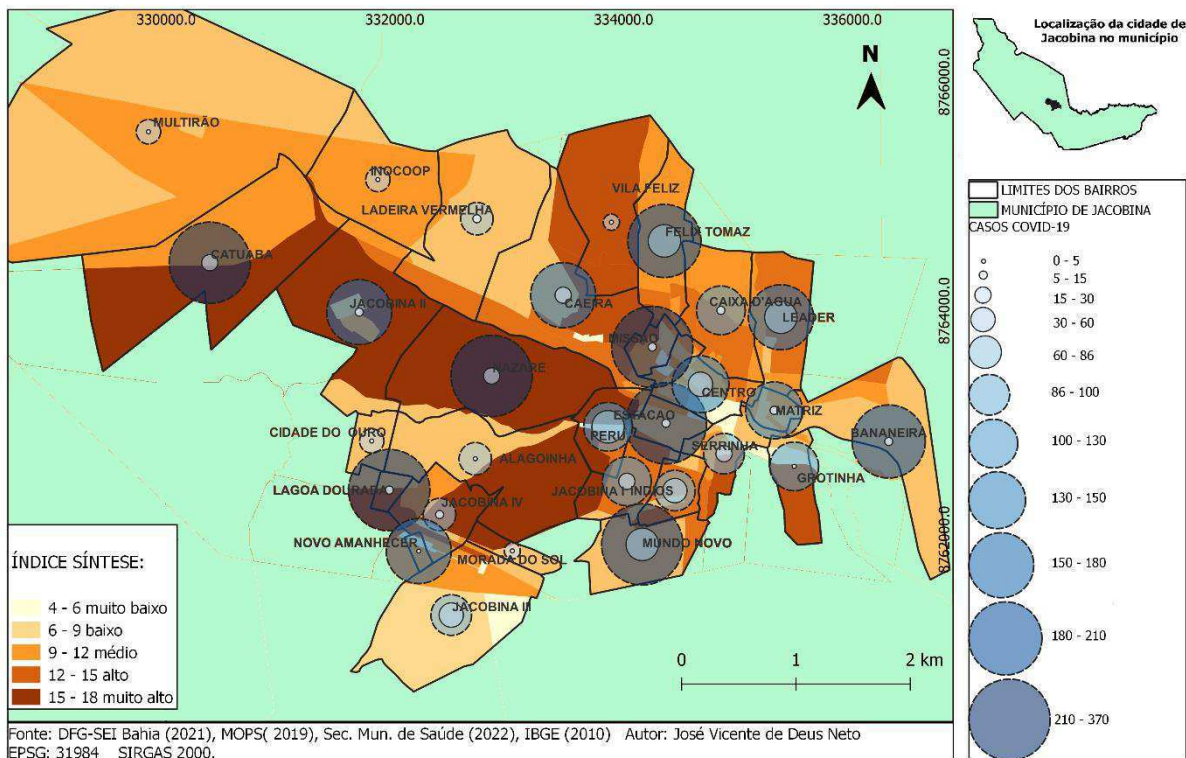 330000.0
332000.0
334000.0
336000.0
8766000.0
8764000.0
8762000.0
N
MULTIRÃO
INOCOOP
VILA FELIZ
LADEIRA VERMELHA
FELIX TOMAZ
CATUABA
JACOBINA II
CAEIRA
CAIXA D'AGUA
LEADER
MISSÃO
NAZARE
CENTRO
ESTACAO
MATRIZ
CIDADE DO OURO
PERU
BANANEIRA
ALAGOINHA
SERRINHA
GROTINHA
LAGOA DOURADA
JACOBINA I
INDIOS
JACOBINA IV
NOVO AMANHECER
MUNDO NOVO
MORADA DO SOL
JACOBINA III
ÍNDICE SÍNTESE:
4 - 6 muito baixo
6 - 9 baixo
9 - 12 médio
12 - 15 alto
15 - 18 muito alto
0 1 2 km
Fonte: DFG-SEI Bahia (2021), MOPS( 2019), Sec. Mun. de Saúde (2022), IBGE (2010) Autor: José Vicente de Deus Neto
EPSG: 31984 SIRGAS 2000.
Localização da cidade de
Jacobina no município
LIMITES DOS BAIRROS
MUNICÍPIO DE JACOBINA
CASOS COVID-19
0 - 5
5 - 15
15 - 30
30 - 60
60 - 86
86 - 100
100 - 130
130 - 150
150 - 180
180 - 210
210 - 370